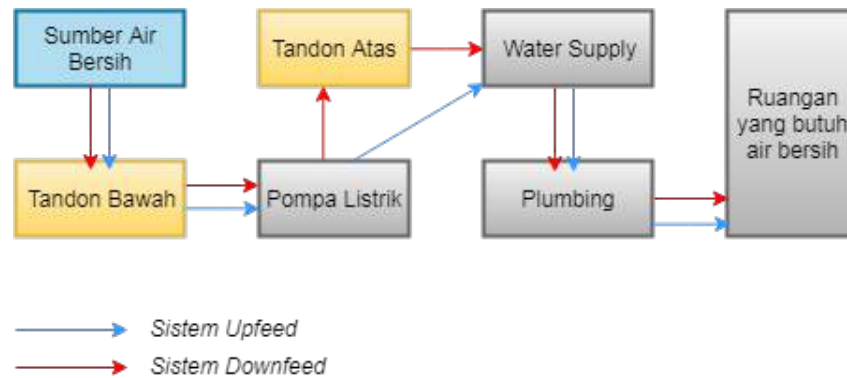 Sumber Air
Bersih
Tandon Atas
Water Supply
Ruangan
yang butuh
air bersih
Tandon Bawah
Pompa Listrik
Plumbing
Sistem Upfeed
Sistem Downfeed